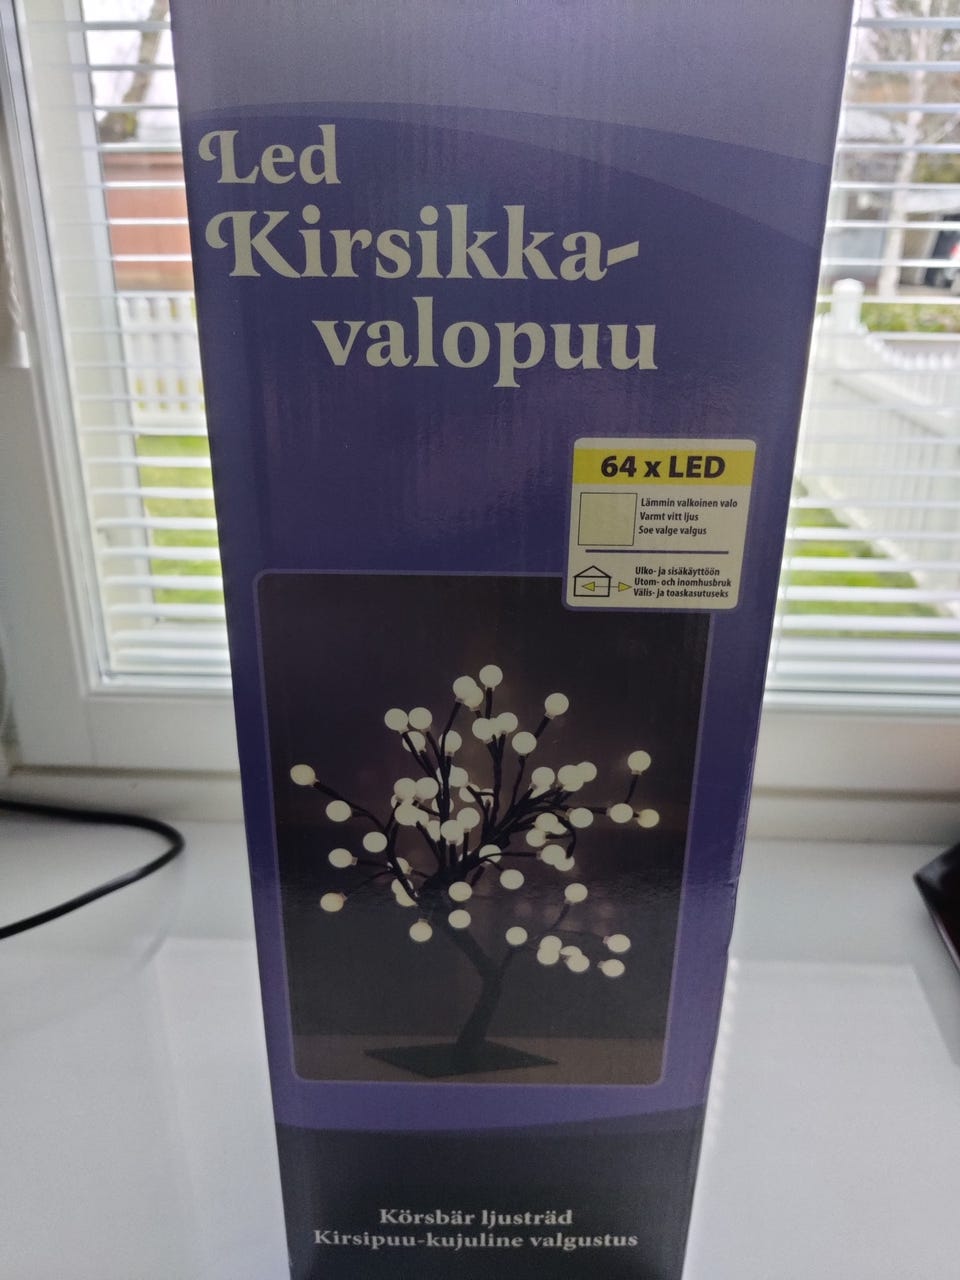 Led
Kirsikka-
valopuu
64 x LED
Lämmin valkoinen valo
Varmt vitt ljus
Soe valge valgus
Ulko- ja sisäkäyttöön
Utom- och inomhusbruk
Välis- ja toaskasutuseks
Körsbär ljusträd
Kirsipuu-kujuline valgustus